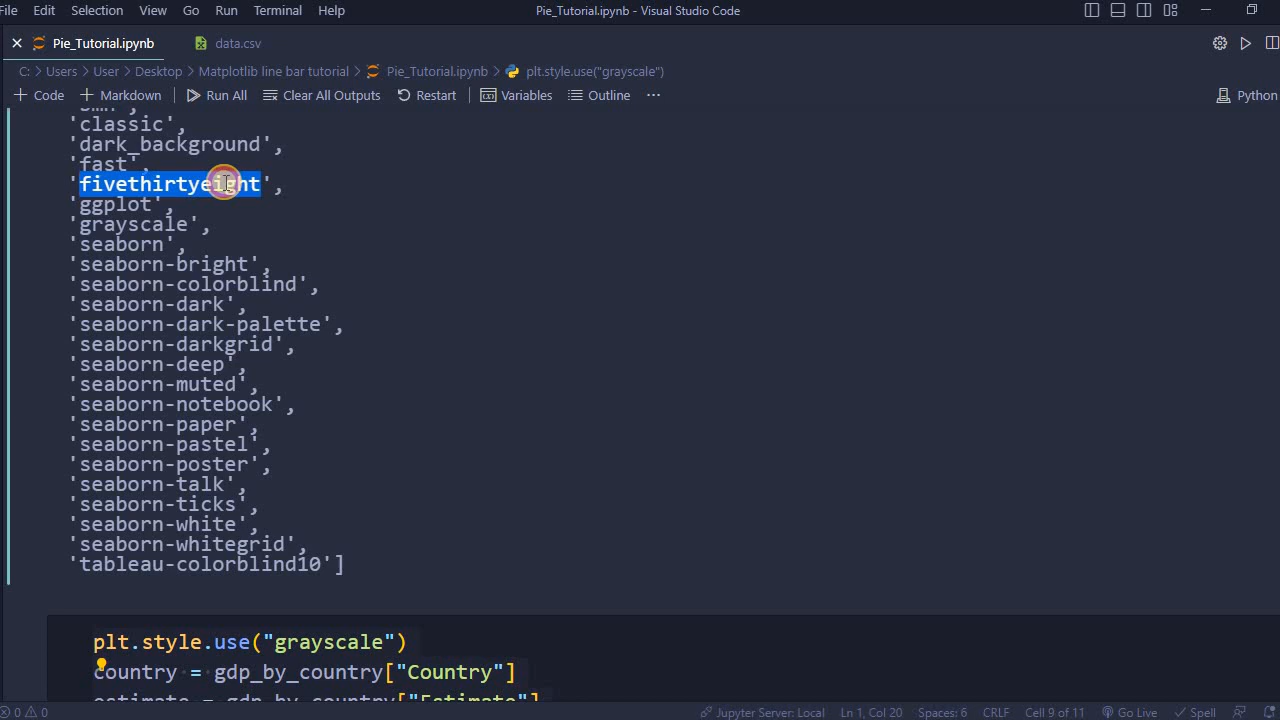 File Edit Selection View Go Run Terminal Help Pie_Tutorial.ipynb - Visual Studio Code
Pie_Tutorial.ipynb data.csv
C: > Users > User > Desktop > Matplotlib line bar tutorial > Pie_Tutorial.ipynb > plt.style.use("grayscale")
+ Code + Markdown Run All Clear All Outputs Restart Variables Outline ... Python
'classic',
'dark_background',
'fast',
'fivethirtyeight',
'ggplot',
'grayscale',
'seaborn',
'seaborn-bright',
'seaborn-colorblind',
'seaborn-dark',
'seaborn-dark-palette',
'seaborn-darkgrid',
'seaborn-deep',
'seaborn-muted',
'seaborn-notebook',
'seaborn-paper',
'seaborn-pastel',
'seaborn-poster',
'seaborn-talk',
'seaborn-ticks',
'seaborn-white',
'seaborn-whitegrid',
'tableau-colorblind10']
plt.style.use("grayscale")
country = gdp_by_country["Country"]
estimate = gdp_by_country["Estimate"]
0 0 Jupyter Server: Local Ln 1, Col 20 Spaces: 6 CRLF Cell 9 of 11 Go Live Spell